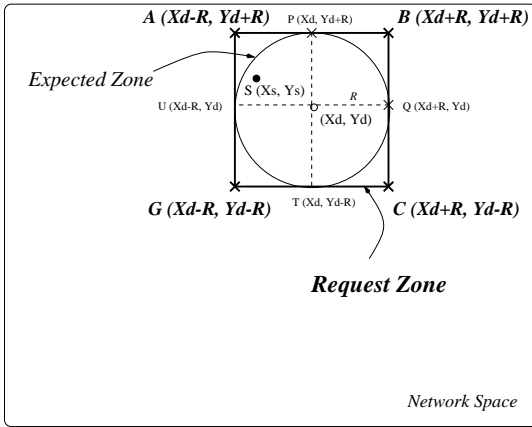 A (Xd-R, Yd+R)
P (Xd, Yd+R)
B (Xd+R, Yd+R)
Expected Zone
S (Xs, Ys)
R
U (Xd-R, Yd)
(Xd, Yd)
Q (Xd+R, Yd)
G (Xd-R, Yd-R)
T (Xd, Yd-R)
C (Xd+R, Yd-R)
Request Zone
Network Space